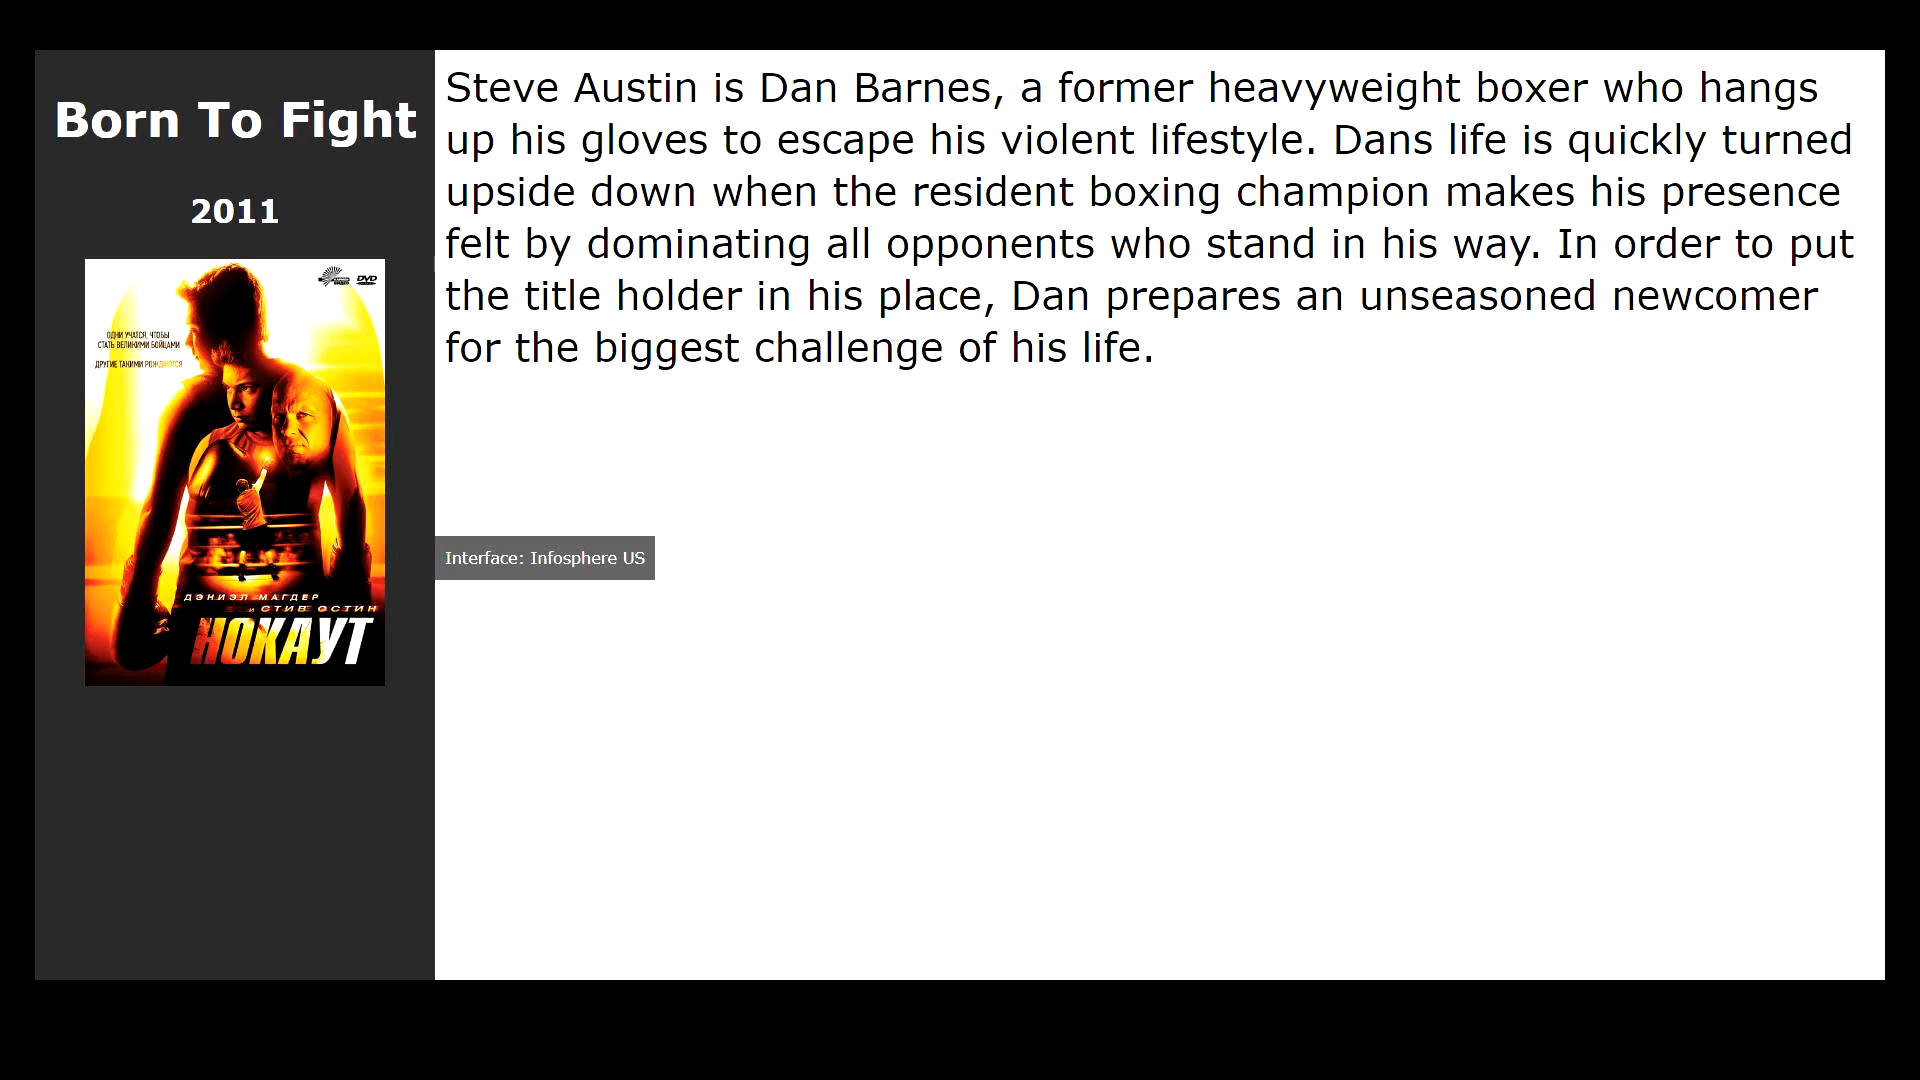 Born To Fight
2011
DVD
ОДНИ УЧАТСЯ, ЧТОБЫ
СТАТЬ ВЕЛИКИМИ БОЙЦАМИ
ДРУГИЕ ТАКИМИ РОЖДАЮТСЯ
ДЭНИЭЛ МАГДЕР
И СТИВ ОСТИН
НОКАУТ
Steve Austin is Dan Barnes, a former heavyweight boxer who hangs
up his gloves to escape his violent lifestyle. Dans life is quickly turned
upside down when the resident boxing champion makes his presence
felt by dominating all opponents who stand in his way. In order to put
the title holder in his place, Dan prepares an unseasoned newcomer
for the biggest challenge of his life.
Interface: Infosphere US